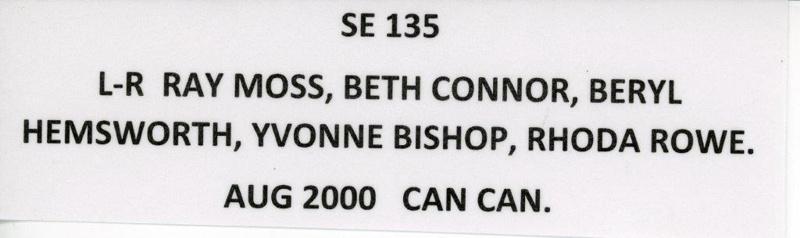 SE 135
L-R RAY MOSS, BETH CONNOR, BERYL
HEMSWORTH, YVONNE BISHOP, RHODA ROWE.
AUG 2000 CAN CAN.